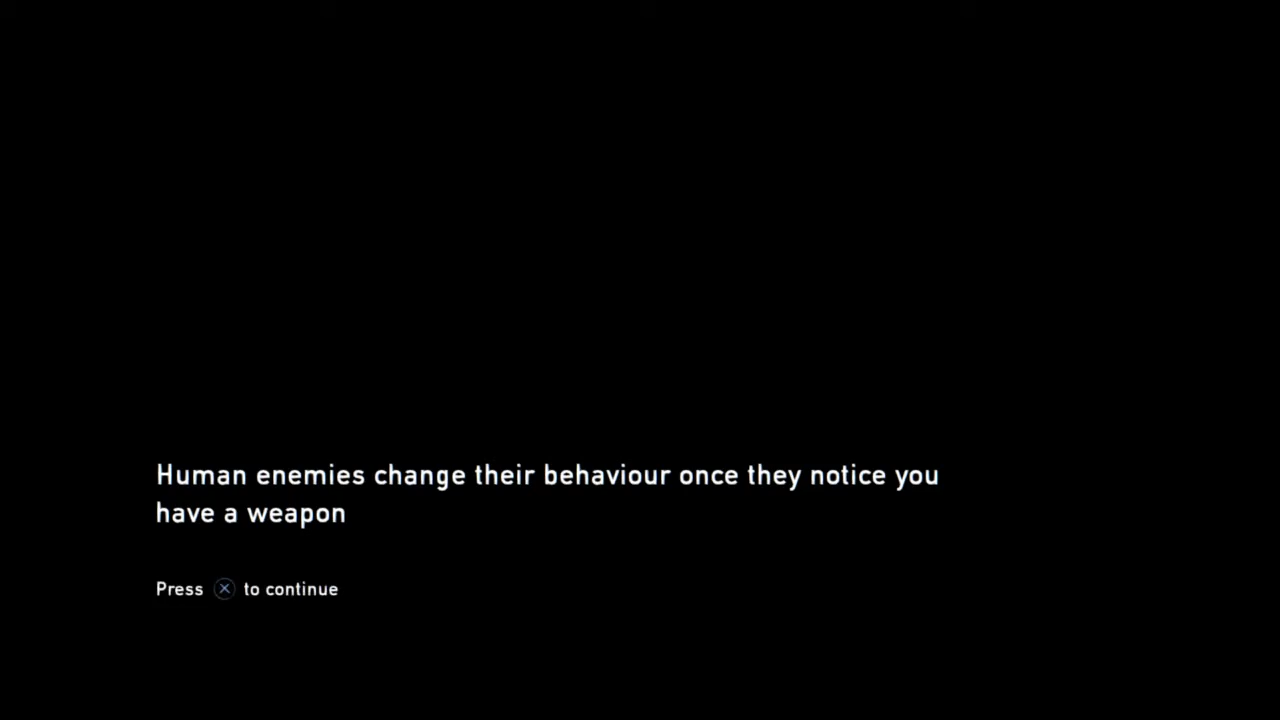 Human enemies change their behaviour once they notice you
have a weapon
Press ⓧ to continue